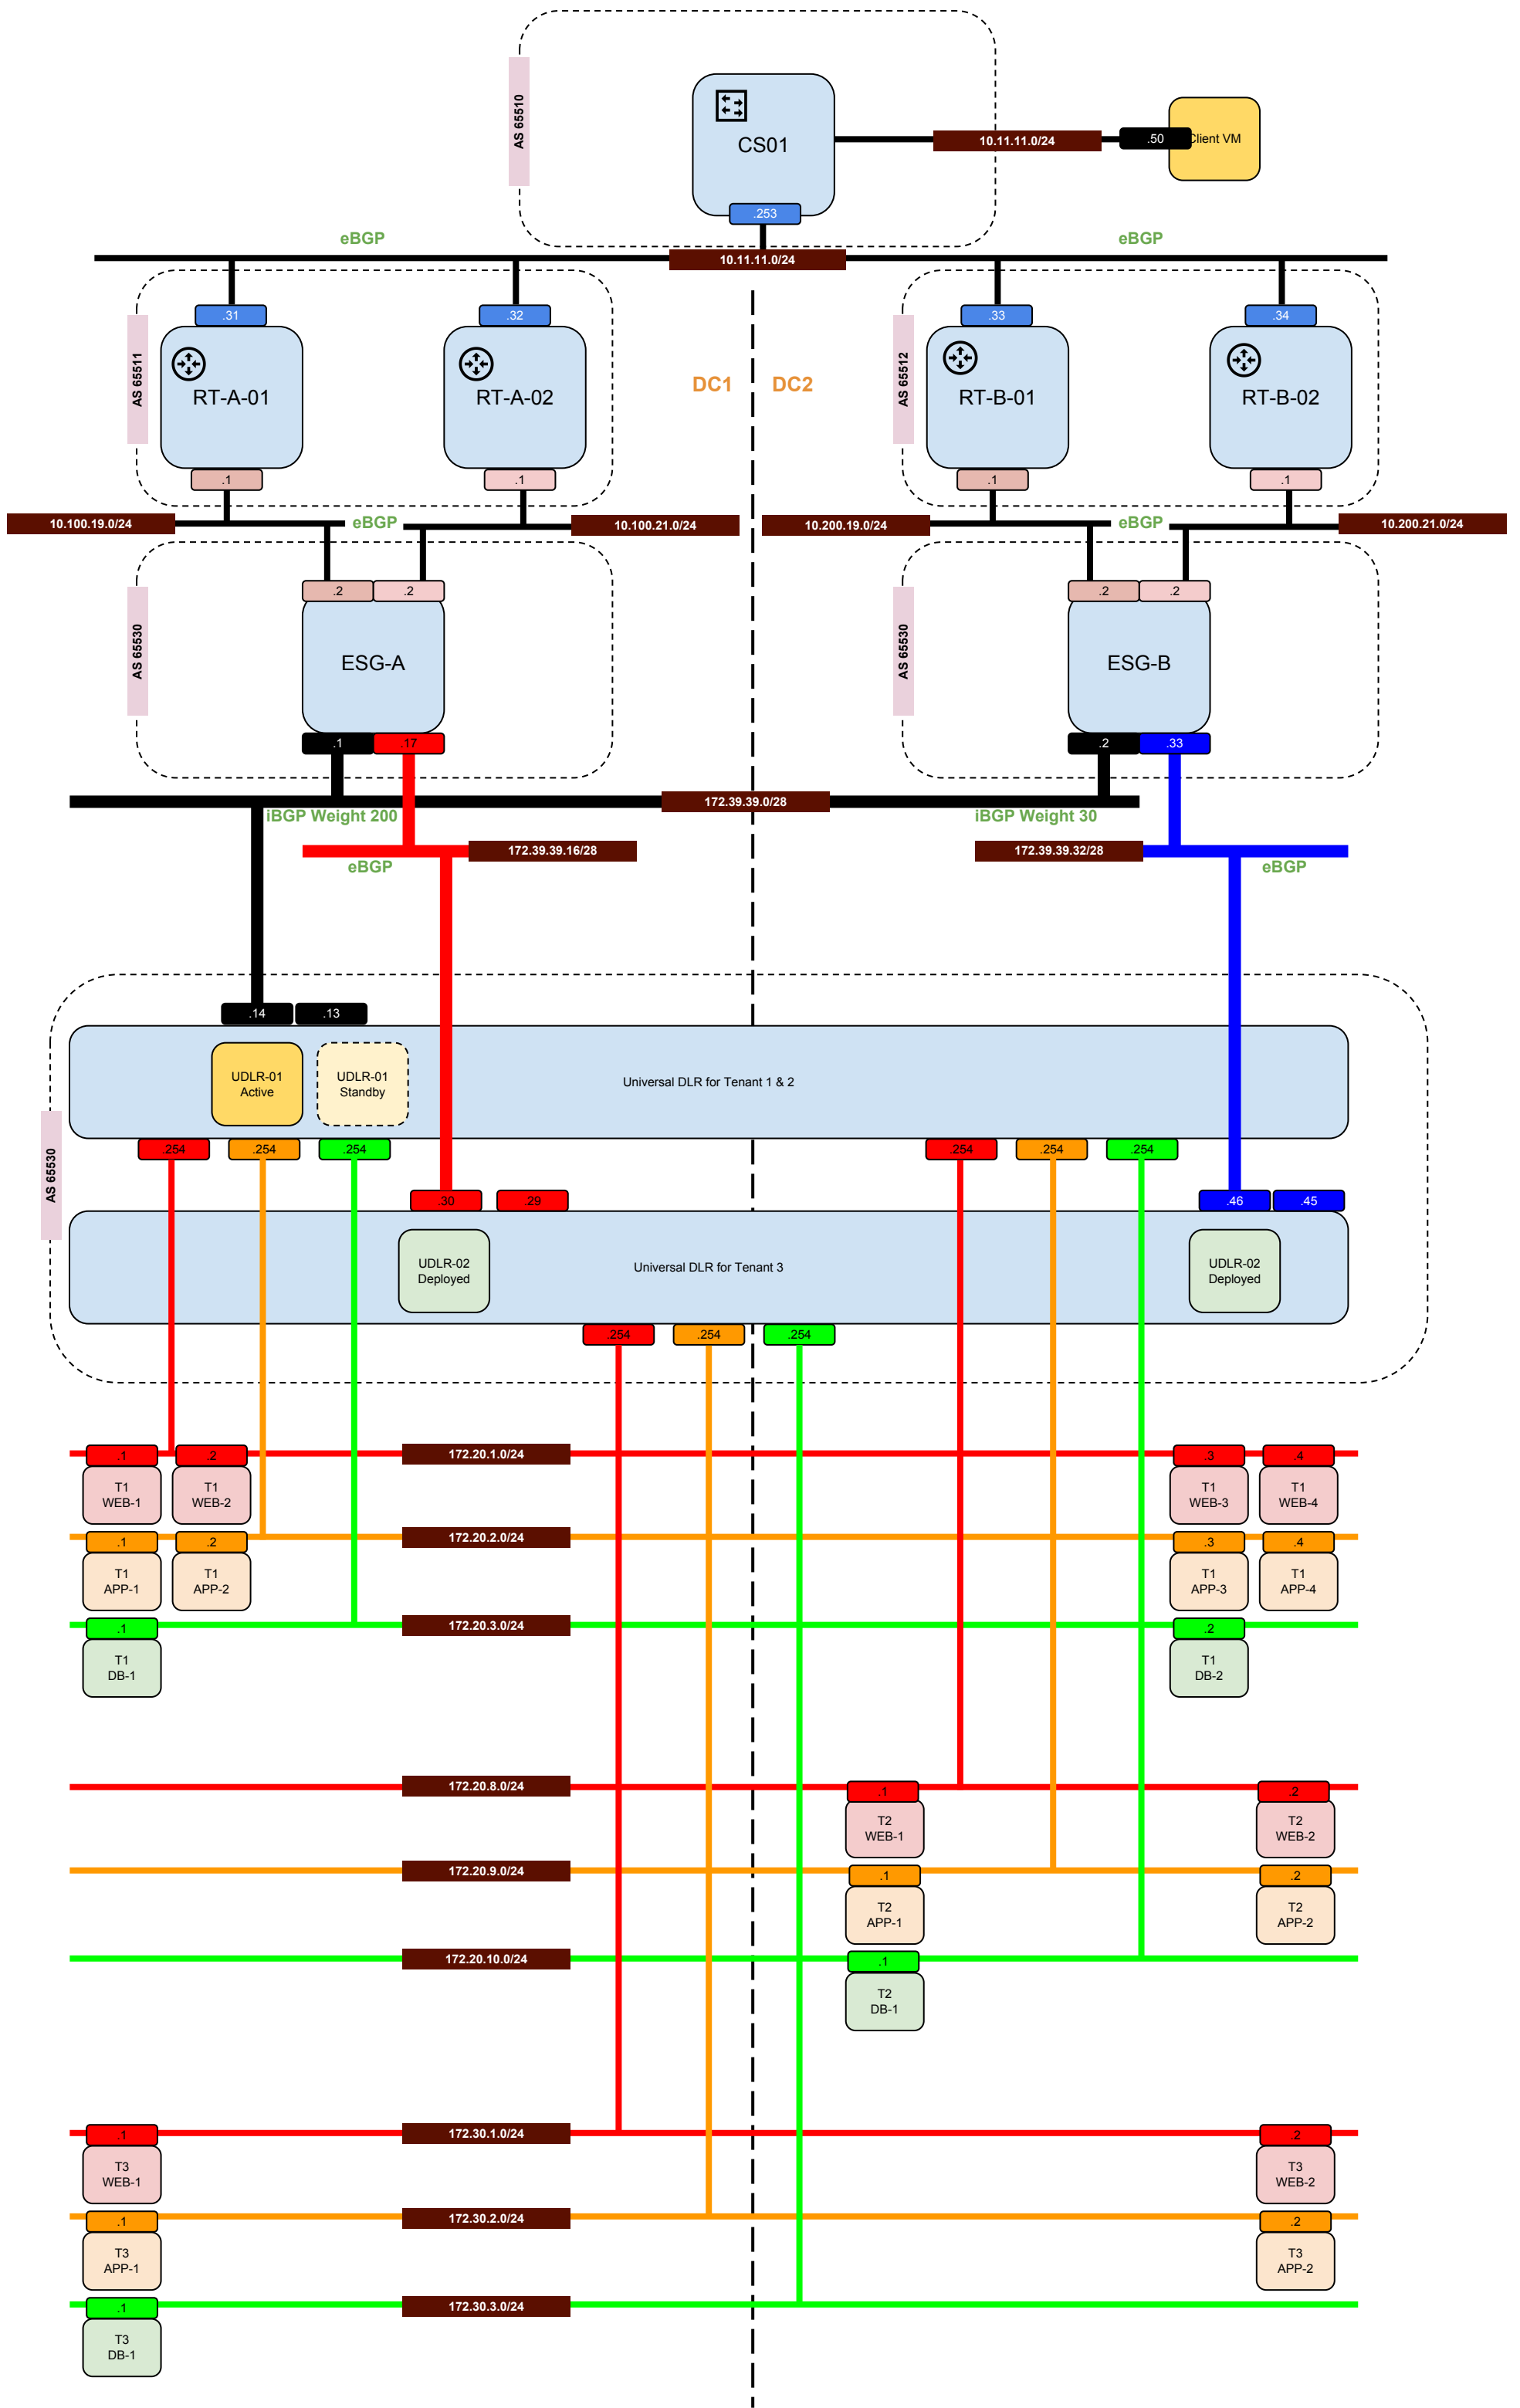 AS 65510
CS01
10.11.11.0/24
.50
Client VM
.253
eBGP
eBGP
10.11.11.0/24
.31
.32
.33
.34
AS 65511
RT-A-01
RT-A-02
DC1
DC2
AS 65512
RT-B-01
RT-B-02
.1
.1
.1
.1
10.100.19.0/24
eBGP
10.100.21.0/24
10.200.19.0/24
eBGP
10.200.21.0/24
.2
.2
.2
.2
AS 65530
ESG-A
AS 65530
ESG-B
.1
.17
.2
.33
172.39.39.0/28
iBGP Weight 200
iBGP Weight 30
172.39.39.16/28
172.39.39.32/28
eBGP
eBGP
.14
.13
UDLR-01
Active
UDLR-01
Standby
Universal DLR for Tenant 1 & 2
.254
.254
.254
.254
.254
.254
AS 65530
.30
.29
.46
.45
UDLR-02
Deployed
Universal DLR for Tenant 3
UDLR-02
Deployed
.254
.254
.254
.1
.2
172.20.1.0/24
.3
.4
T1
WEB-1
T1
WEB-2
T1
WEB-3
T1
WEB-4
.1
.2
172.20.2.0/24
.3
.4
T1
APP-1
T1
APP-2
T1
APP-3
T1
APP-4
.1
172.20.3.0/24
.2
T1
DB-1
T1
DB-2
172.20.8.0/24
.1
.2
T2
WEB-1
T2
WEB-2
172.20.9.0/24
.1
.2
T2
APP-1
T2
APP-2
172.20.10.0/24
.1
T2
DB-1
.1
172.30.1.0/24
.2
T3
WEB-1
T3
WEB-2
.1
172.30.2.0/24
.2
T3
APP-1
T3
APP-2
.1
172.30.3.0/24
T3
DB-1